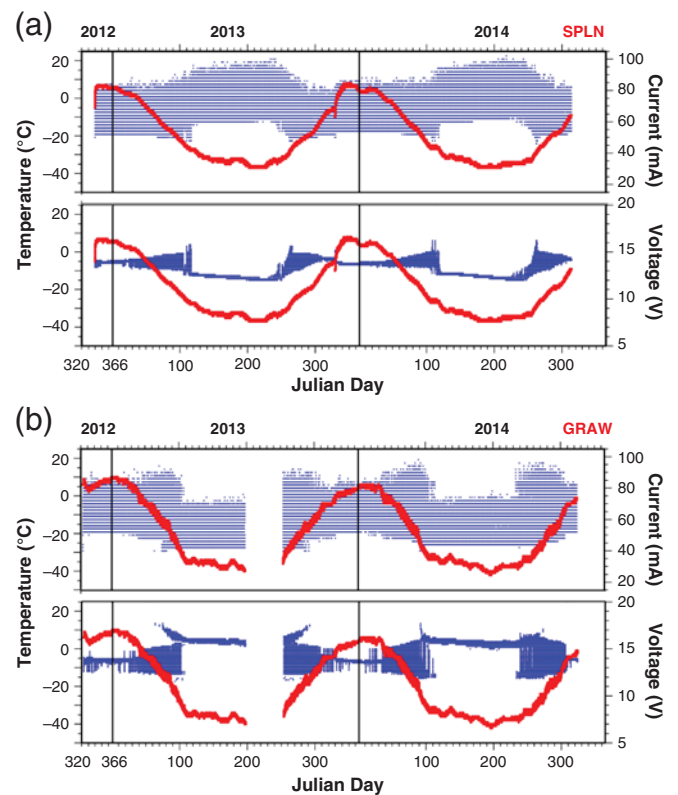 (a)
2012 2013 2014 SPLN
20 100
0 80
−20 60
−40 40
20
Temperature (°C)
Current (mA)
20 20
0 15
−20 10
−40
5
Voltage (V)
320 366 100 200 300 100 200 300
Julian Day
(b)
2012 2013 2014 GRAW
20 100
0 80
−20 60
−40 40
20
Temperature (°C)
Current (mA)
20 20
0 15
−20 10
−40
5
Voltage (V)
320 366 100 200 300 100 200 300
Julian Day